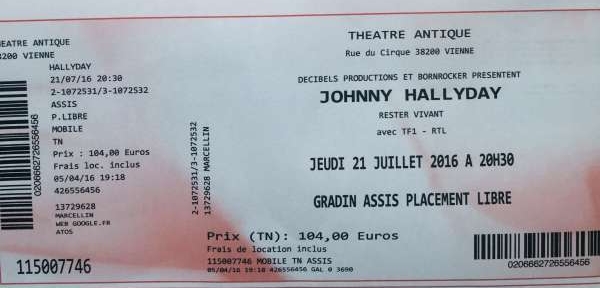 HEATRE ANTIQUE
8200 VIENNE
HALLYDAY
21/07/16 20:30
2-1072531/3-1072532
ASSIS
P.LIBRE
MOBILE
TN
Prix : 104,00 Euros
Frais loc. inclus
05/04/16 19:18
426556456
13729628
MARCELLIN
WEB GOOGLE.FR
ATOS
115007746
0206662726556456
2-1072531/3-1072532
13729628 MARCELLIN
THEATRE ANTIQUE
Rue du Cirque 38200 VIENNE
DECIBELS PRODUCTIONS ET BORNROCKER PRESENTENT
JOHNNY HALLYDAY
RESTER VIVANT
avec TF1 - RTL
JEUDI 21 JUILLET 2016 A 20H30
GRADIN ASSIS PLACEMENT LIBRE
Prix (TN): 104,00 Euros
Frais de location inclus
115007746 MOBILE TN ASSIS
05/04/16 19:18 426556456 GAL 0 3690
0206662726556456